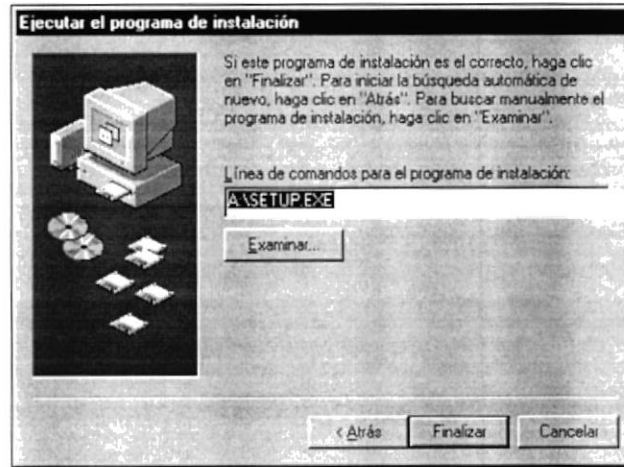 Ejecutar el programa de instalación
Si este programa de instalación es el correcto, haga clic
en "Finalizar". Para iniciar la búsqueda automática de
nuevo, haga clic en "Atrás". Para buscar manualmente el
programa de instalación, haga clic en "Examinar".
Línea de comandos para el programa de instalación:
A:\SETUP.EXE
Examinar...
< Atrás
Finalizar
Cancelar